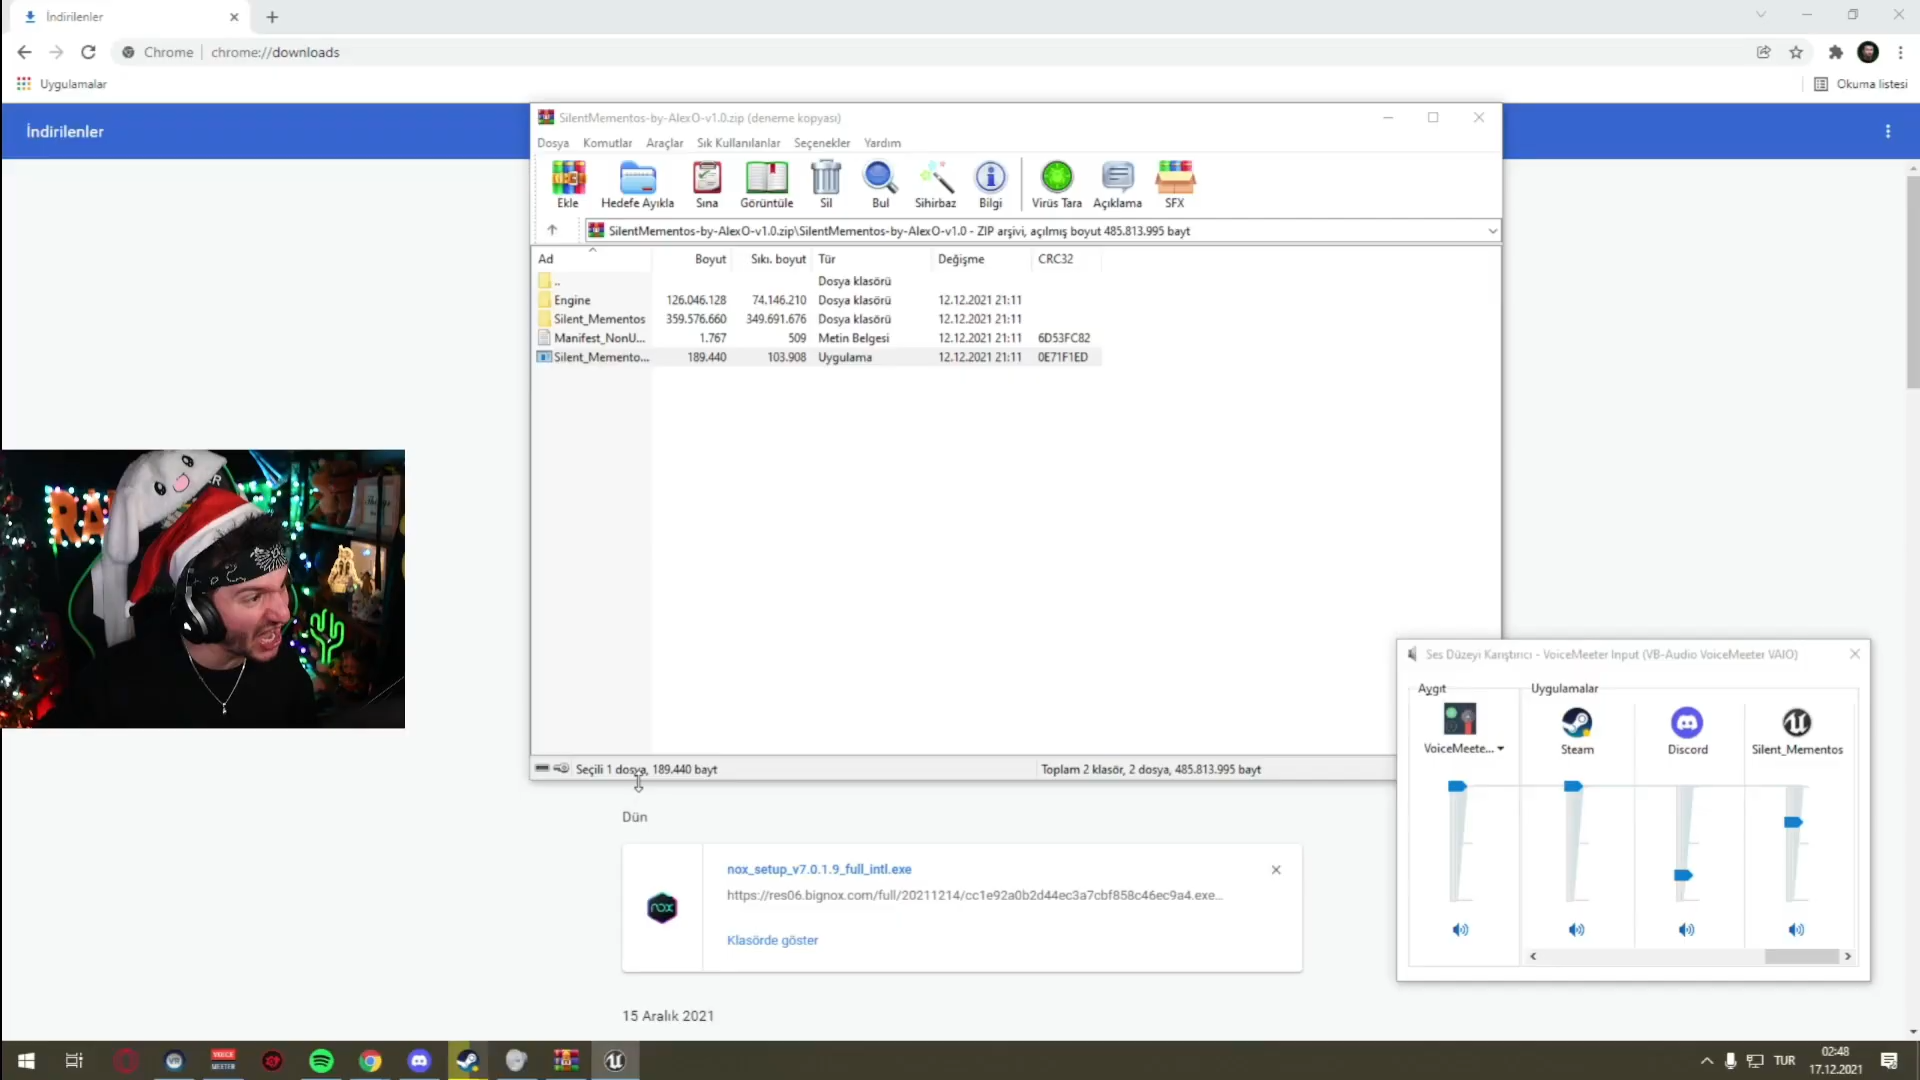 İndirilenler
Chrome
chrome://downloads
Uygulamalar
Okuma listesi
İndirilenler
SilentMementos-by-AlexO-v1.0.zip (deneme kopyası)
Dosya Komutlar Araçlar Sık Kullanılanlar Seçenekler Yardım
Ekle Hedefe Ayıkla Sına Görüntüle Sil Bul Sihirbaz Bilgi Virüs Tara Açıklama SFX
SilentMementos-by-AlexO-v1.0.zip\SilentMementos-by-AlexO-v1.0 - ZIP arşivi, açılmış boyut 485.813.995 bayt
Ad Boyut Sıkı. boyut Tür Değişme CRC32
.. Dosya klasörü
Engine 126.046.128 74.146.210 Dosya klasörü 12.12.2021 21:11
Silent_Mementos 359.576.660 349.691.676 Dosya klasörü 12.12.2021 21:11
Manifest_NonU... 1.767 509 Metin Belgesi 12.12.2021 21:11 6D53FC82
Silent_Memento... 189.440 103.908 Uygulama 12.12.2021 21:11 0E71F1ED
Seçili 1 dosya, 189.440 bayt
Toplam 2 klasör, 2 dosya, 485.813.995 bayt
Ses Düzeyi Karıştırıcı - VoiceMeeter Input (VB-Audio VoiceMeeter VAIO)
Aygıt Uygulamalar
VoiceMeete... Steam Discord Silent_Mementos
Dün
nox_setup_v7.0.1.9_full_intl.exe
https://res06.bignox.com/full/20211214/cc1e92a0b2d44ec3a7cbf858c46ec9a4.exe...
nox
Klasörde göster
15 Aralık 2021
VOICE
MEETER
TUR
02:48
17.12.2021